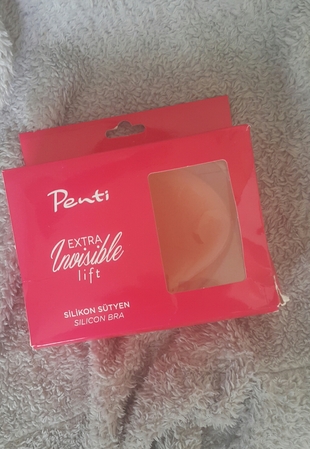 Penti
EXTRA
Invisible
lift
SİLİKON SÜTYEN
SILICON BRA